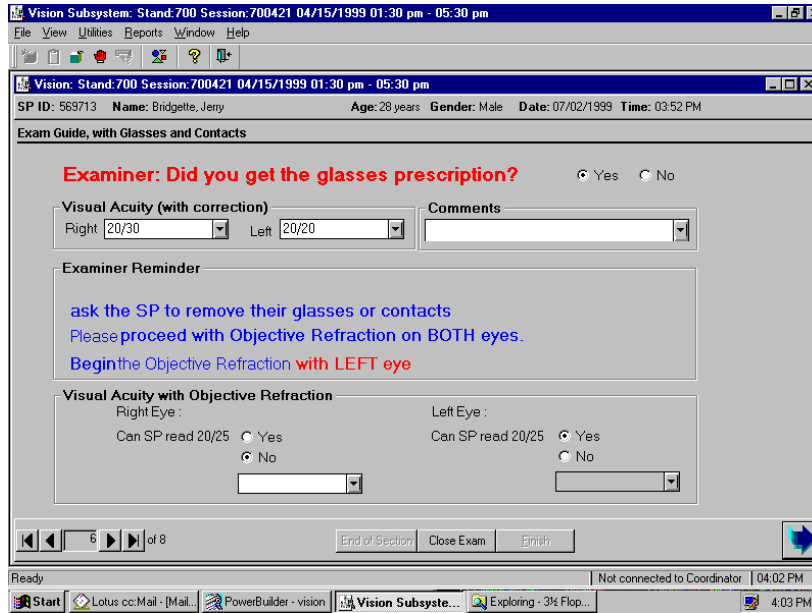 Vision Subsystem: Stand:700 Session:700421 04/15/1999 01:30 pm - 05:30 pm
File View Utilities Reports Window Help
Vision: Stand:700 Session:700421 04/15/1999 01:30 pm - 05:30 pm
SP ID: 569713 Name: Bridgette, Jerry Age: 28 years Gender: Male Date: 07/02/1999 Time: 03:52 PM
Exam Guide, with Glasses and Contacts
Examiner: Did you get the glasses prescription? Yes No
Visual Acuity (with correction) Comments
Right 20/30 Left 20/20
Examiner Reminder
ask the SP to remove their glasses or contacts
Please proceed with Objective Refraction on BOTH eyes.
Begin the Objective Refraction with LEFT eye
Visual Acuity with Objective Refraction
Right Eye : Left Eye :
Can SP read 20/25 Yes Can SP read 20/25 Yes
No No
6 of 8 End of Section Close Exam Finish
Ready Not connected to Coordinator 04:02 PM
Start Lotus cc:Mail - [Mail... PowerBuilder - vision Vision Subsyste... Exploring - 3½ Flop... 4:03 PM